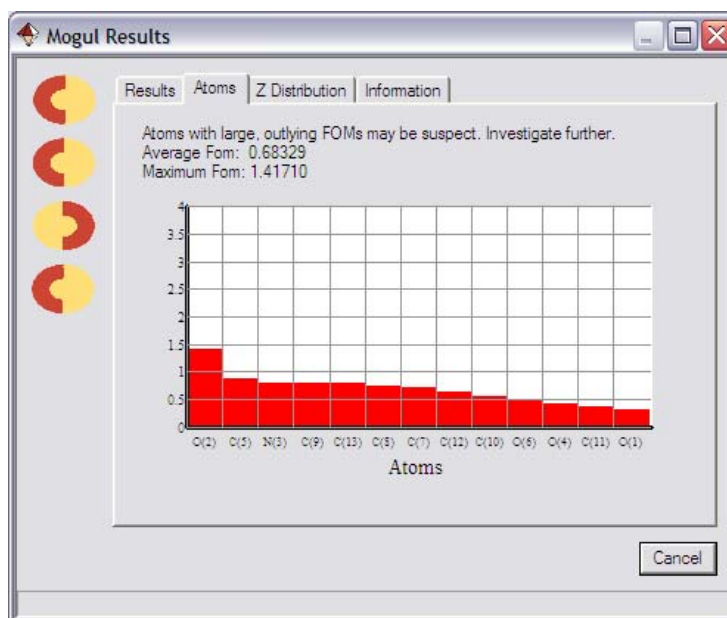 Mogul Results
Results Atoms Z Distribution Information
Atoms with large, outlying FOMs may be suspect. Investigate further.
Average Fom: 0.68329
Maximum Fom: 1.41710
4
3.5
3
2.5
2
1.5
1
0.5
0
O(2) C(5) N(3) C(9) C(13) C(8) C(7) C(12) C(10) O(6) O(4) C(11) O(1)
Atoms
Cancel